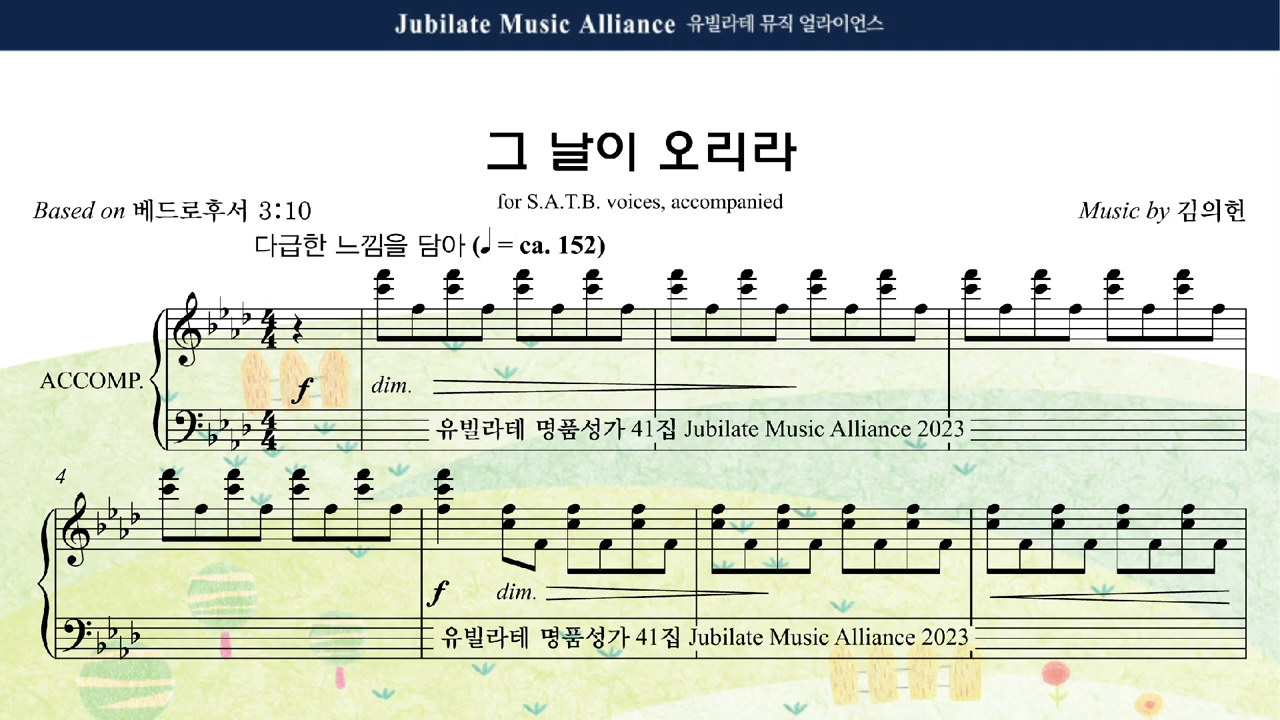 Jubilate Music Alliance 유빌라테 뮤직 얼라이언스
그 날이 오리라
for S.A.T.B. voices, accompanied
Based on 베드로후서 3:10
Music by 김의헌
다급한 느낌을 담아 (♩ = ca. 152)
ACCOMP.
f dim.
유빌라테 명품성가 41집 Jubilate Music Alliance 2023
4
f dim.
유빌라테 명품성가 41집 Jubilate Music Alliance 2023